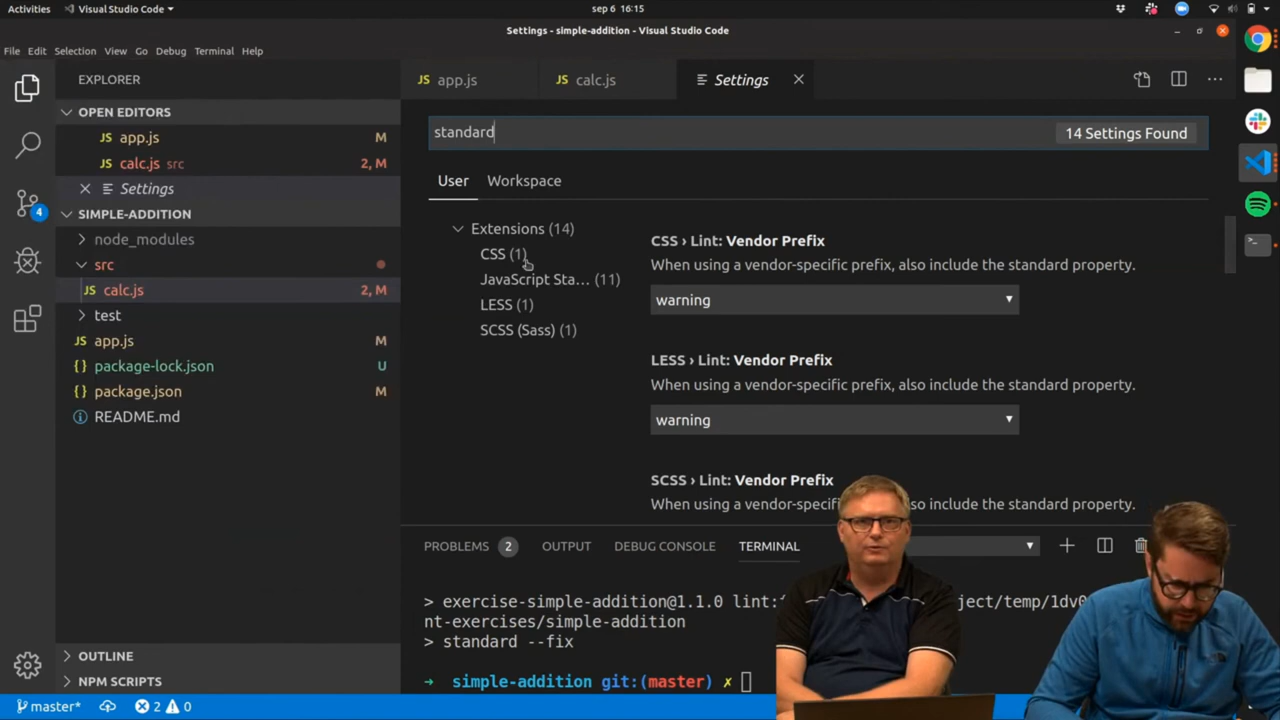 Activities
Visual Studio Code
sep 6 16:15
Settings - simple-addition - Visual Studio Code
File Edit Selection View Go Debug Terminal Help
EXPLORER
OPEN EDITORS
JS app.js M
JS calc.js src 2, M
Settings
SIMPLE-ADDITION
node_modules
src
JS calc.js 2, M
test
JS app.js M
{} package-lock.json U
{} package.json M
README.md
OUTLINE
NPM SCRIPTS
4
JS app.js
JS calc.js
Settings
standard
14 Settings Found
User Workspace
Extensions (14)
CSS (1)
JavaScript Sta... (11)
LESS (1)
SCSS (Sass) (1)
CSS › Lint: Vendor Prefix
When using a vendor-specific prefix, also include the standard property.
warning
LESS › Lint: Vendor Prefix
When using a vendor-specific prefix, also include the standard property.
warning
SCSS › Lint: Vendor Prefix
When using a vendor-specific prefix, also include the standard property.
PROBLEMS 2 OUTPUT DEBUG CONSOLE TERMINAL
> exercise-simple-addition@1.1.0 lint: ject/temp/1dv0
nt-exercises/simple-addition
> standard --fix
→ simple-addition git:(master) ✗
master* 2 0